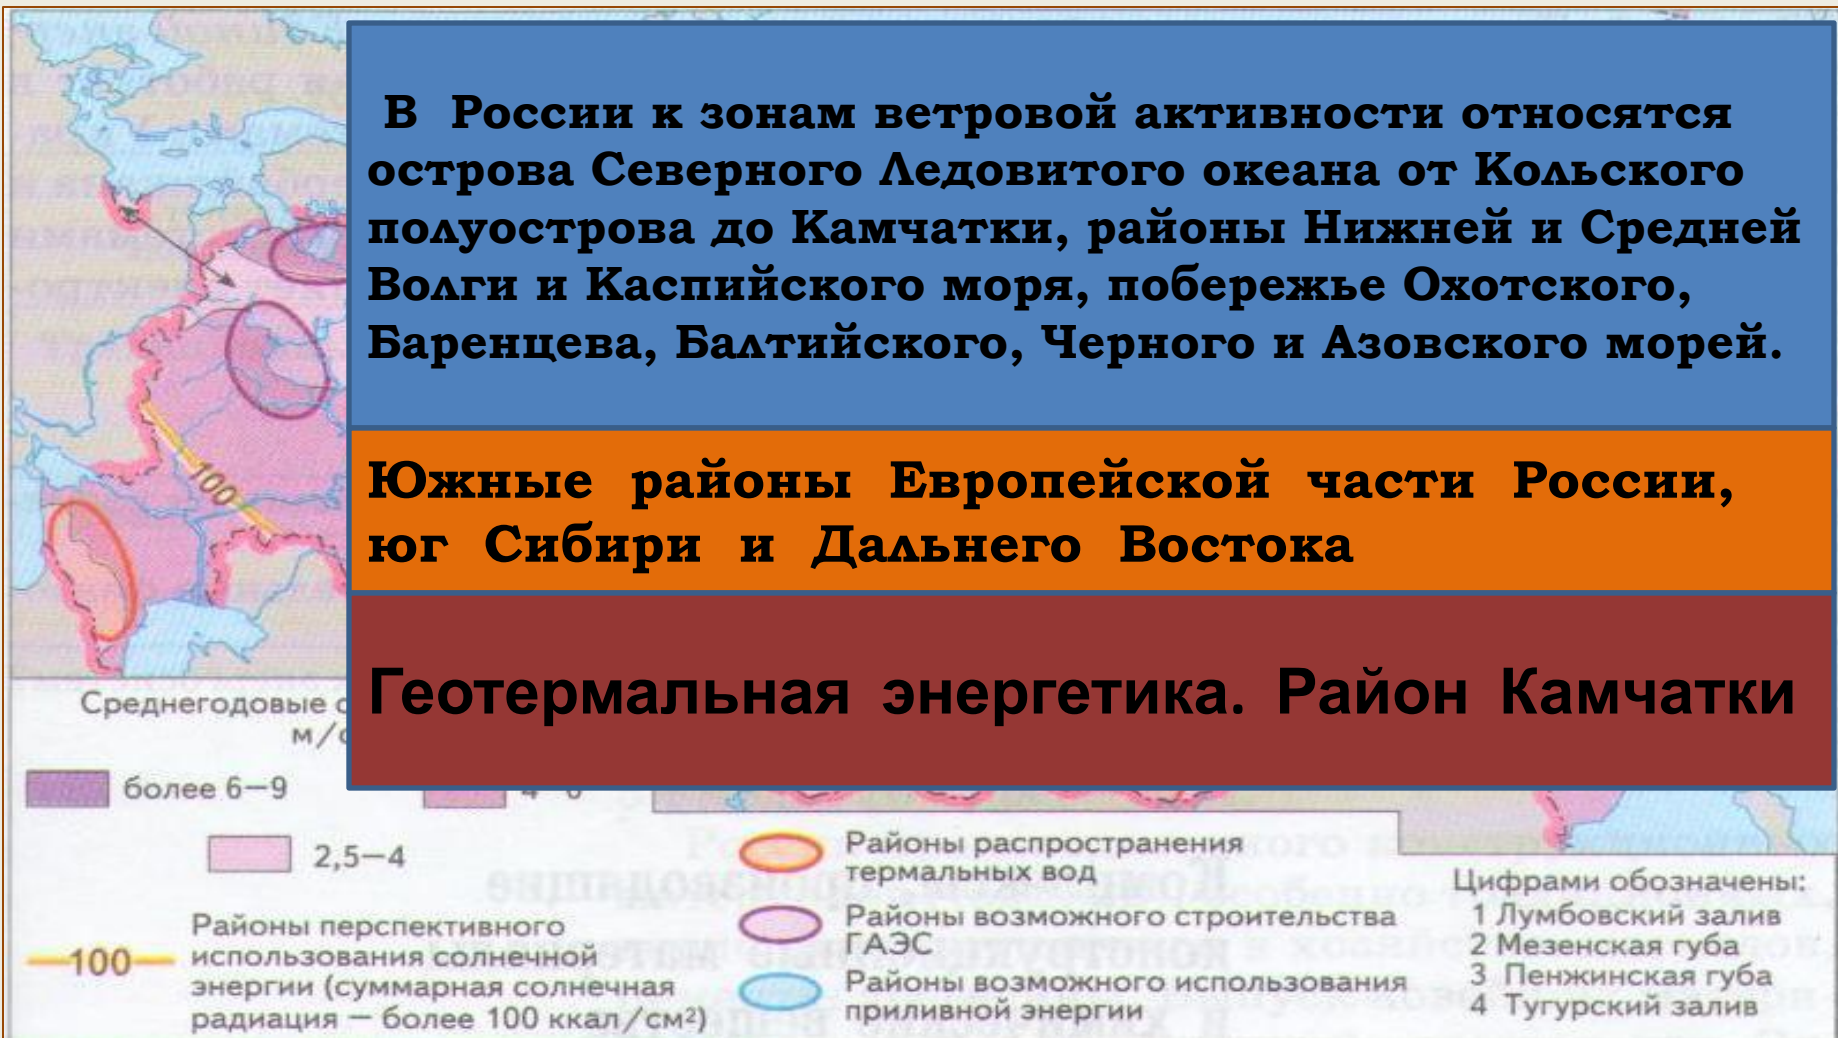 В России к зонам ветровой активности относятся
острова Северного Ледовитого океана от Кольского
полуострова до Камчатки, районы Нижней и Средней
Волги и Каспийского моря, побережье Охотского,
Баренцева, Балтийского, Черного и Азовского морей.
Южные районы Европейской части России,
юг Сибири и Дальнего Востока
Геотермальная энергетика. Район Камчатки
100
Среднегодовые
м/с
более 6—9
2,5—4
100
Районы перспективного
использования солнечной
энергии (суммарная солнечная
радиация — более 100 ккал/см²)
Районы распространения
термальных вод
Районы возможного строительства
ГАЭС
Районы возможного использования
приливной энергии
Цифрами обозначены:
1 Лумбовский залив
2 Мезенская губа
3 Пенжинская губа
4 Тугурский залив